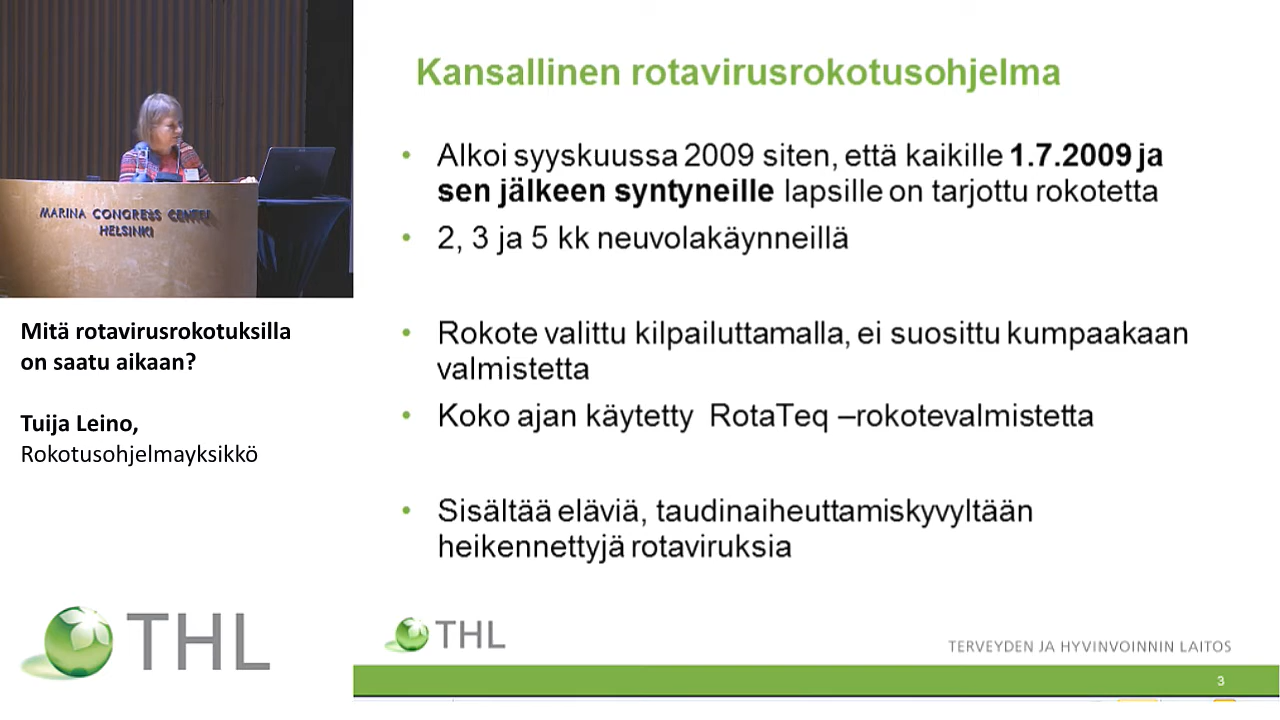 MARINA CONGRESS CENTER
HELSINKI
Mitä rotavirusrokotuksilla
on saatu aikaan?
Tuija Leino,
Rokotusohjelmayksikkö
THL
Kansallinen rotavirusrokotusohjelma
• Alkoi syyskuussa 2009 siten, että kaikille 1.7.2009 ja
sen jälkeen syntyneille lapsille on tarjottu rokotetta
• 2, 3 ja 5 kk neuvolakäynneillä
• Rokote valittu kilpailuttamalla, ei suosittu kumpaakaan
valmistetta
• Koko ajan käytetty RotaTeq –rokotevalmistetta
• Sisältää eläviä, taudinaiheuttamiskyvyltään
heikennettyjä rotaviruksia
THL
TERVEYDEN JA HYVINVOINNIN LAITOS
3